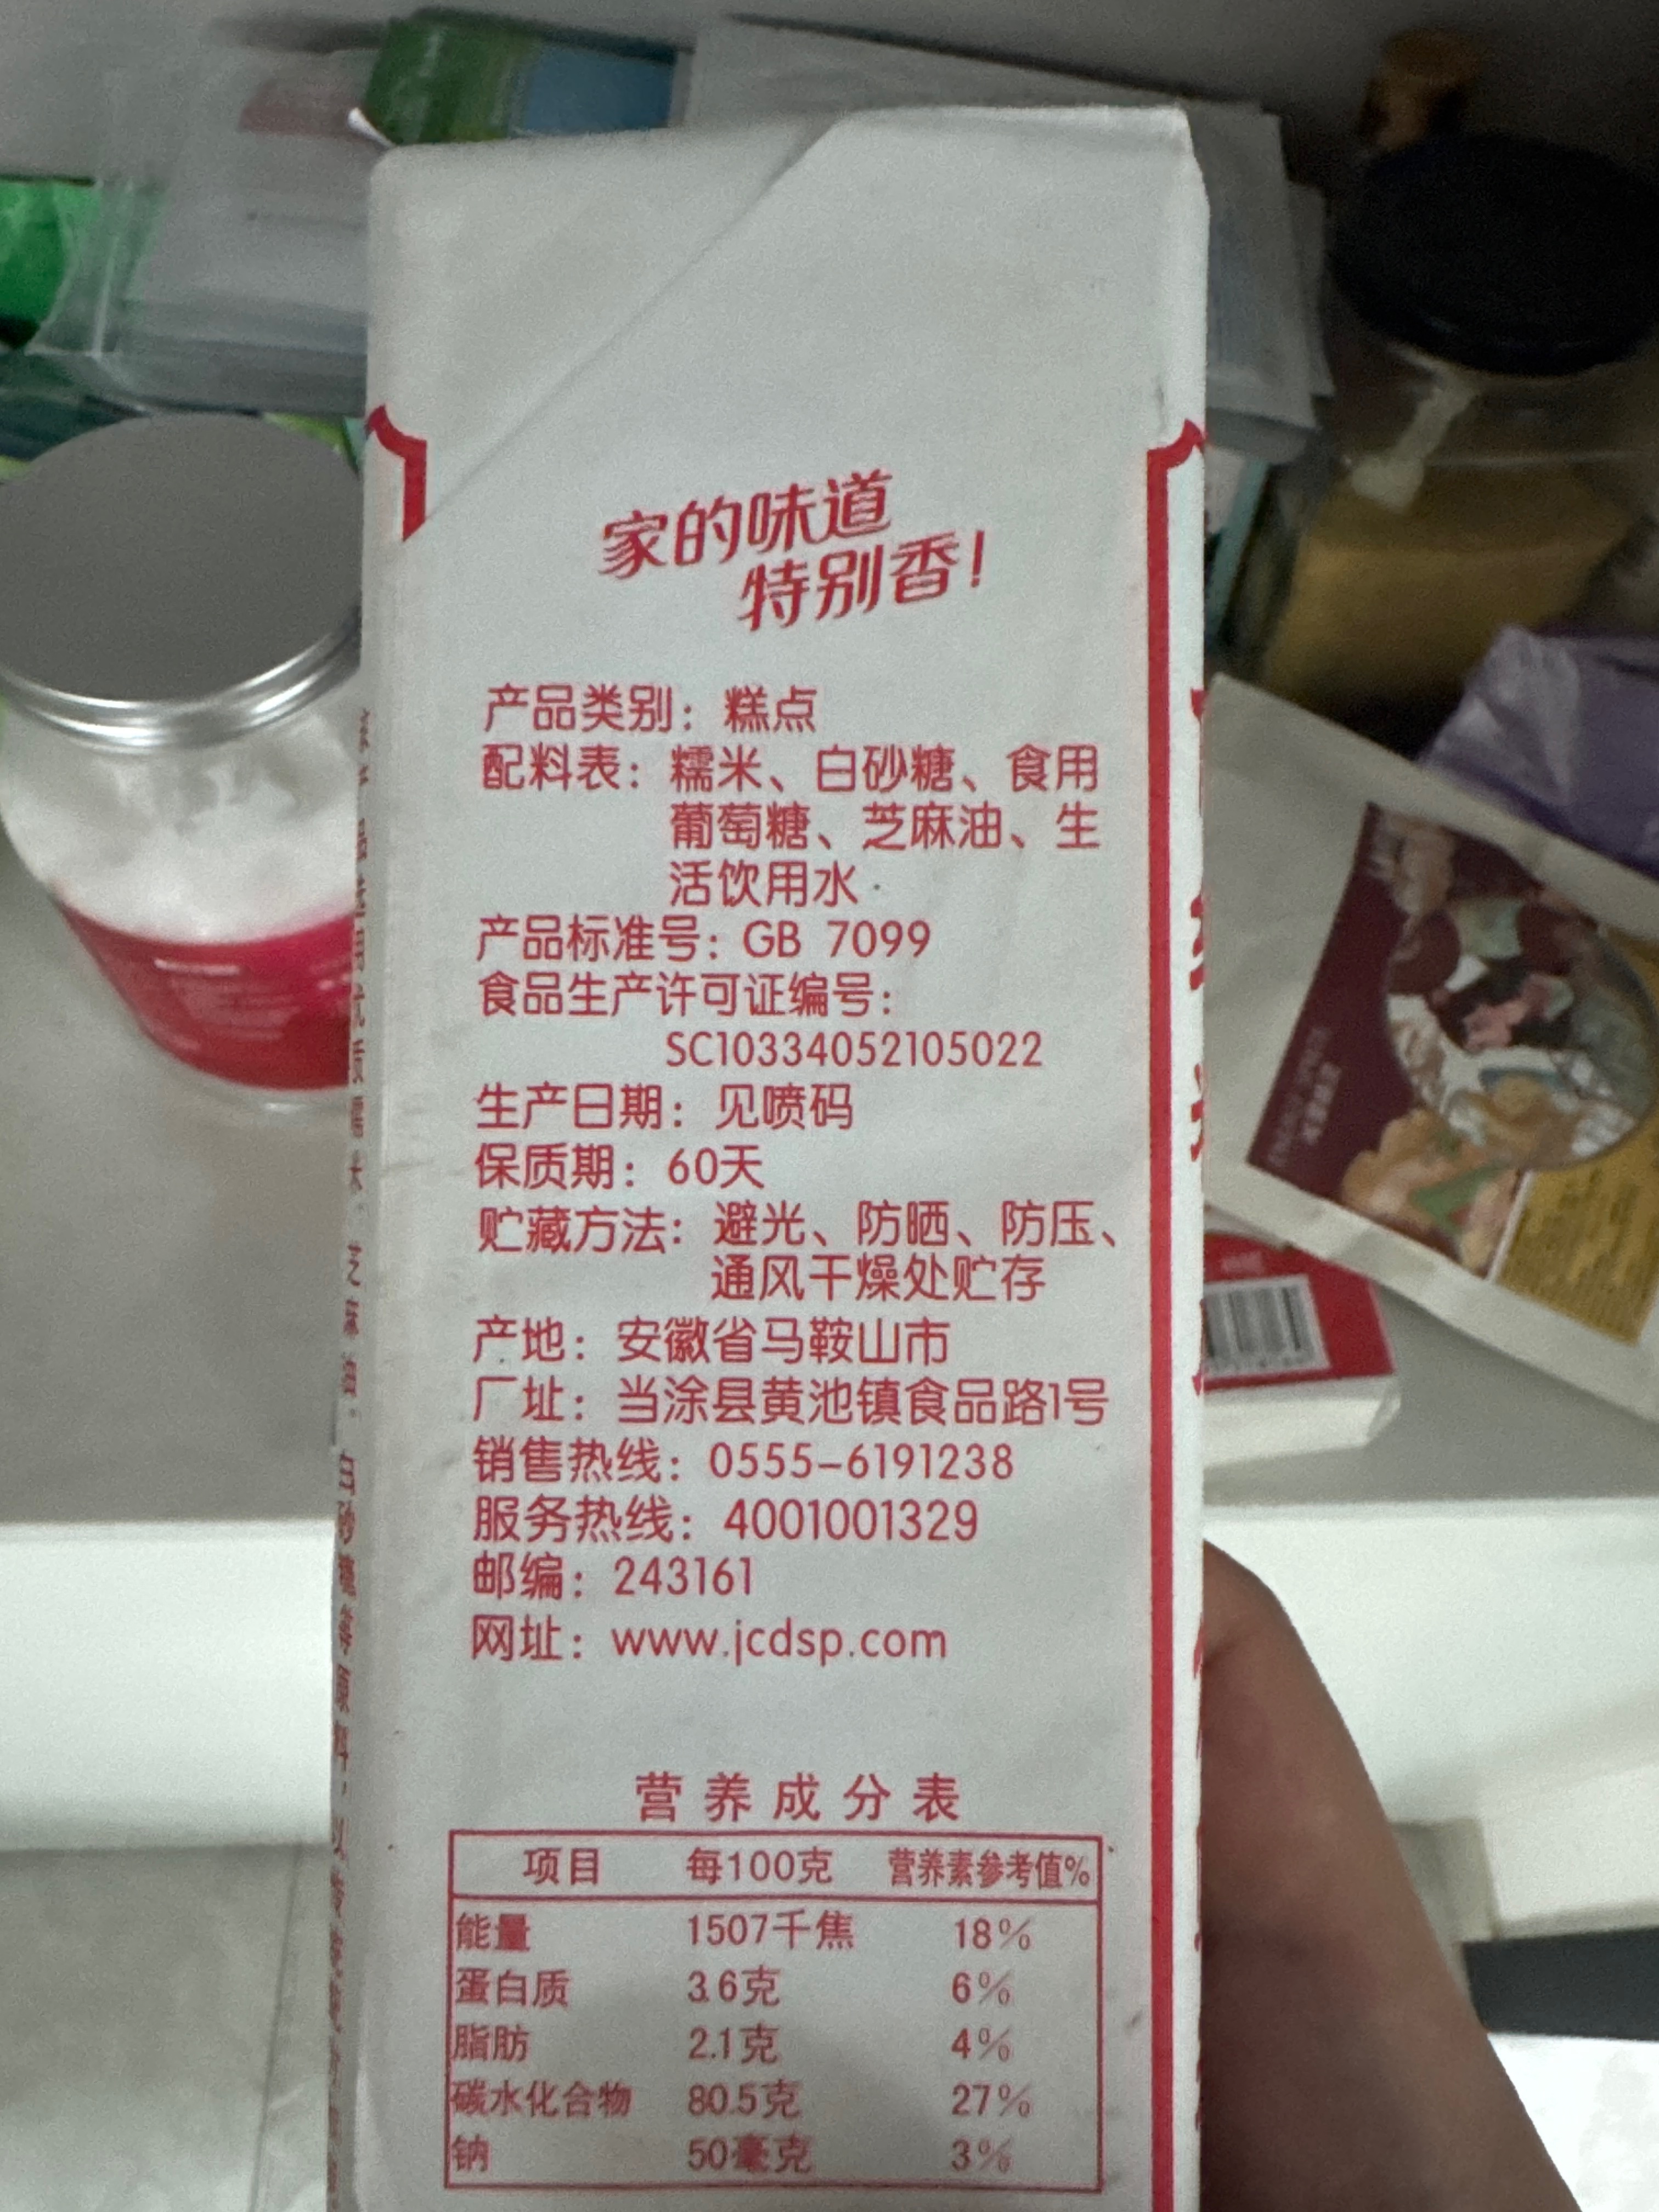 家的味道
特别香！
产品类别：糕点
配料表：糯米、白砂糖、食用
葡萄糖、芝麻油、生
活饮用水
产品标准号：GB 7099
食品生产许可证编号：
SC10334052105022
生产日期：见喷码
保质期：60天
贮藏方法：避光、防晒、防压、
通风干燥处贮存
产地：安徽省马鞍山市
厂址：当涂县黄池镇食品路1号
销售热线：0555-6191238
服务热线：4001001329
邮编：243161
网址：www.jcdsp.com
营养成分表
项目 每100克 营养素参考值%
能量 1507千焦 18%
蛋白质 3.6克 6%
脂肪 2.1克 4%
碳水化合物 80.5克 27%
钠 50毫克 3%